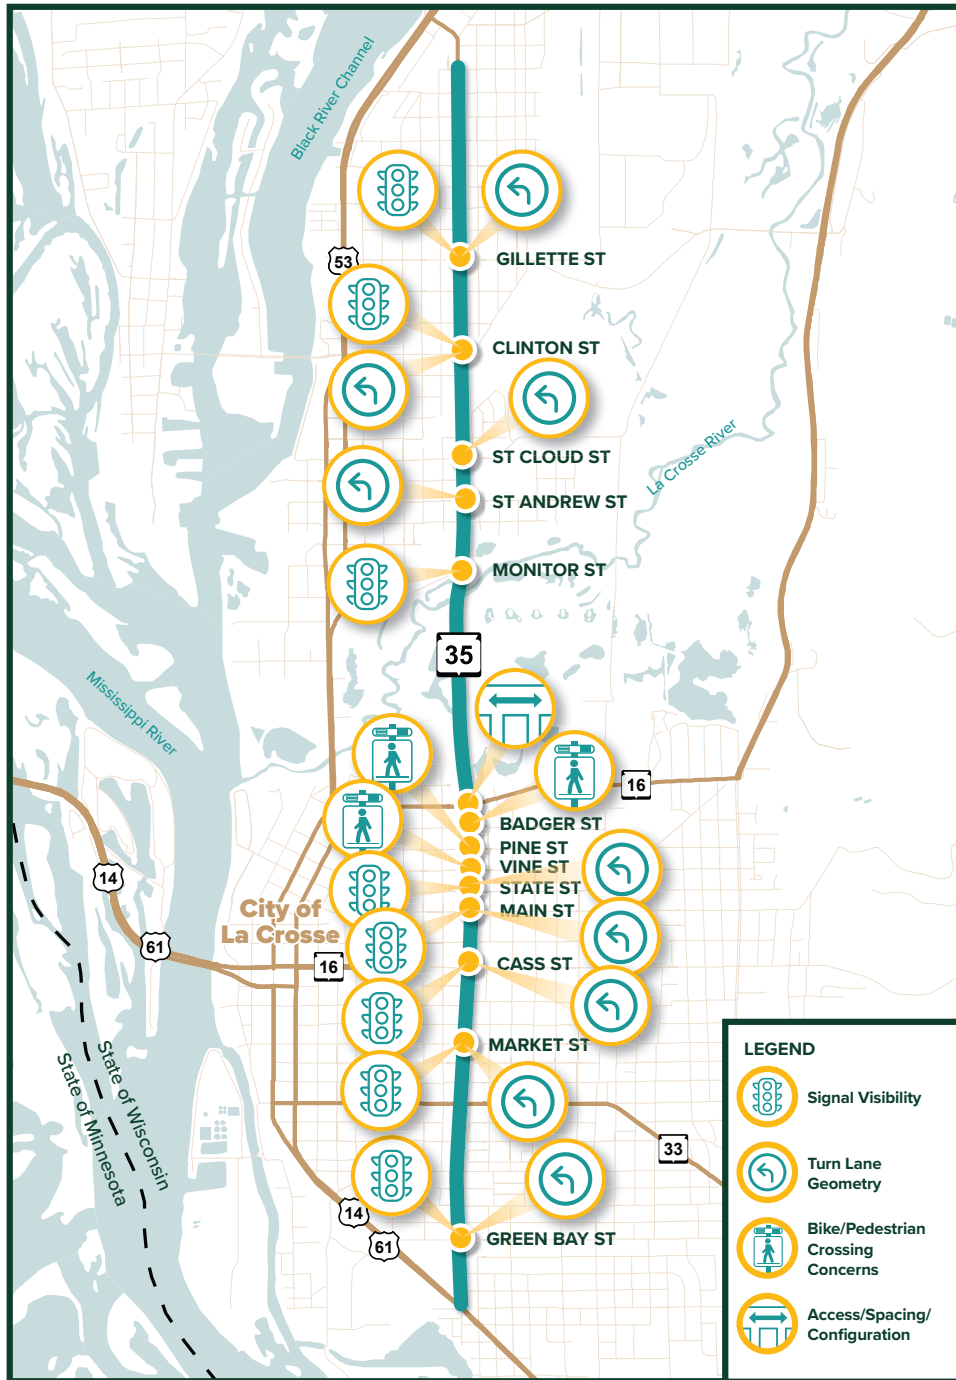 Black River Channel
53
GILLETTE ST
CLINTON ST
ST CLOUD ST
ST ANDREW ST
La Crosse River
MONITOR ST
35
Mississippi River
16
BADGER ST
PINE ST
VINE ST
STATE ST
MAIN ST
14
City of
La Crosse
61
16
CASS ST
MARKET ST
State of Wisconsin
State of Minnesota
33
14
61
GREEN BAY ST
LEGEND
Signal Visibility
Turn Lane
Geometry
Bike/Pedestrian
Crossing
Concerns
Access/Spacing/
Configuration